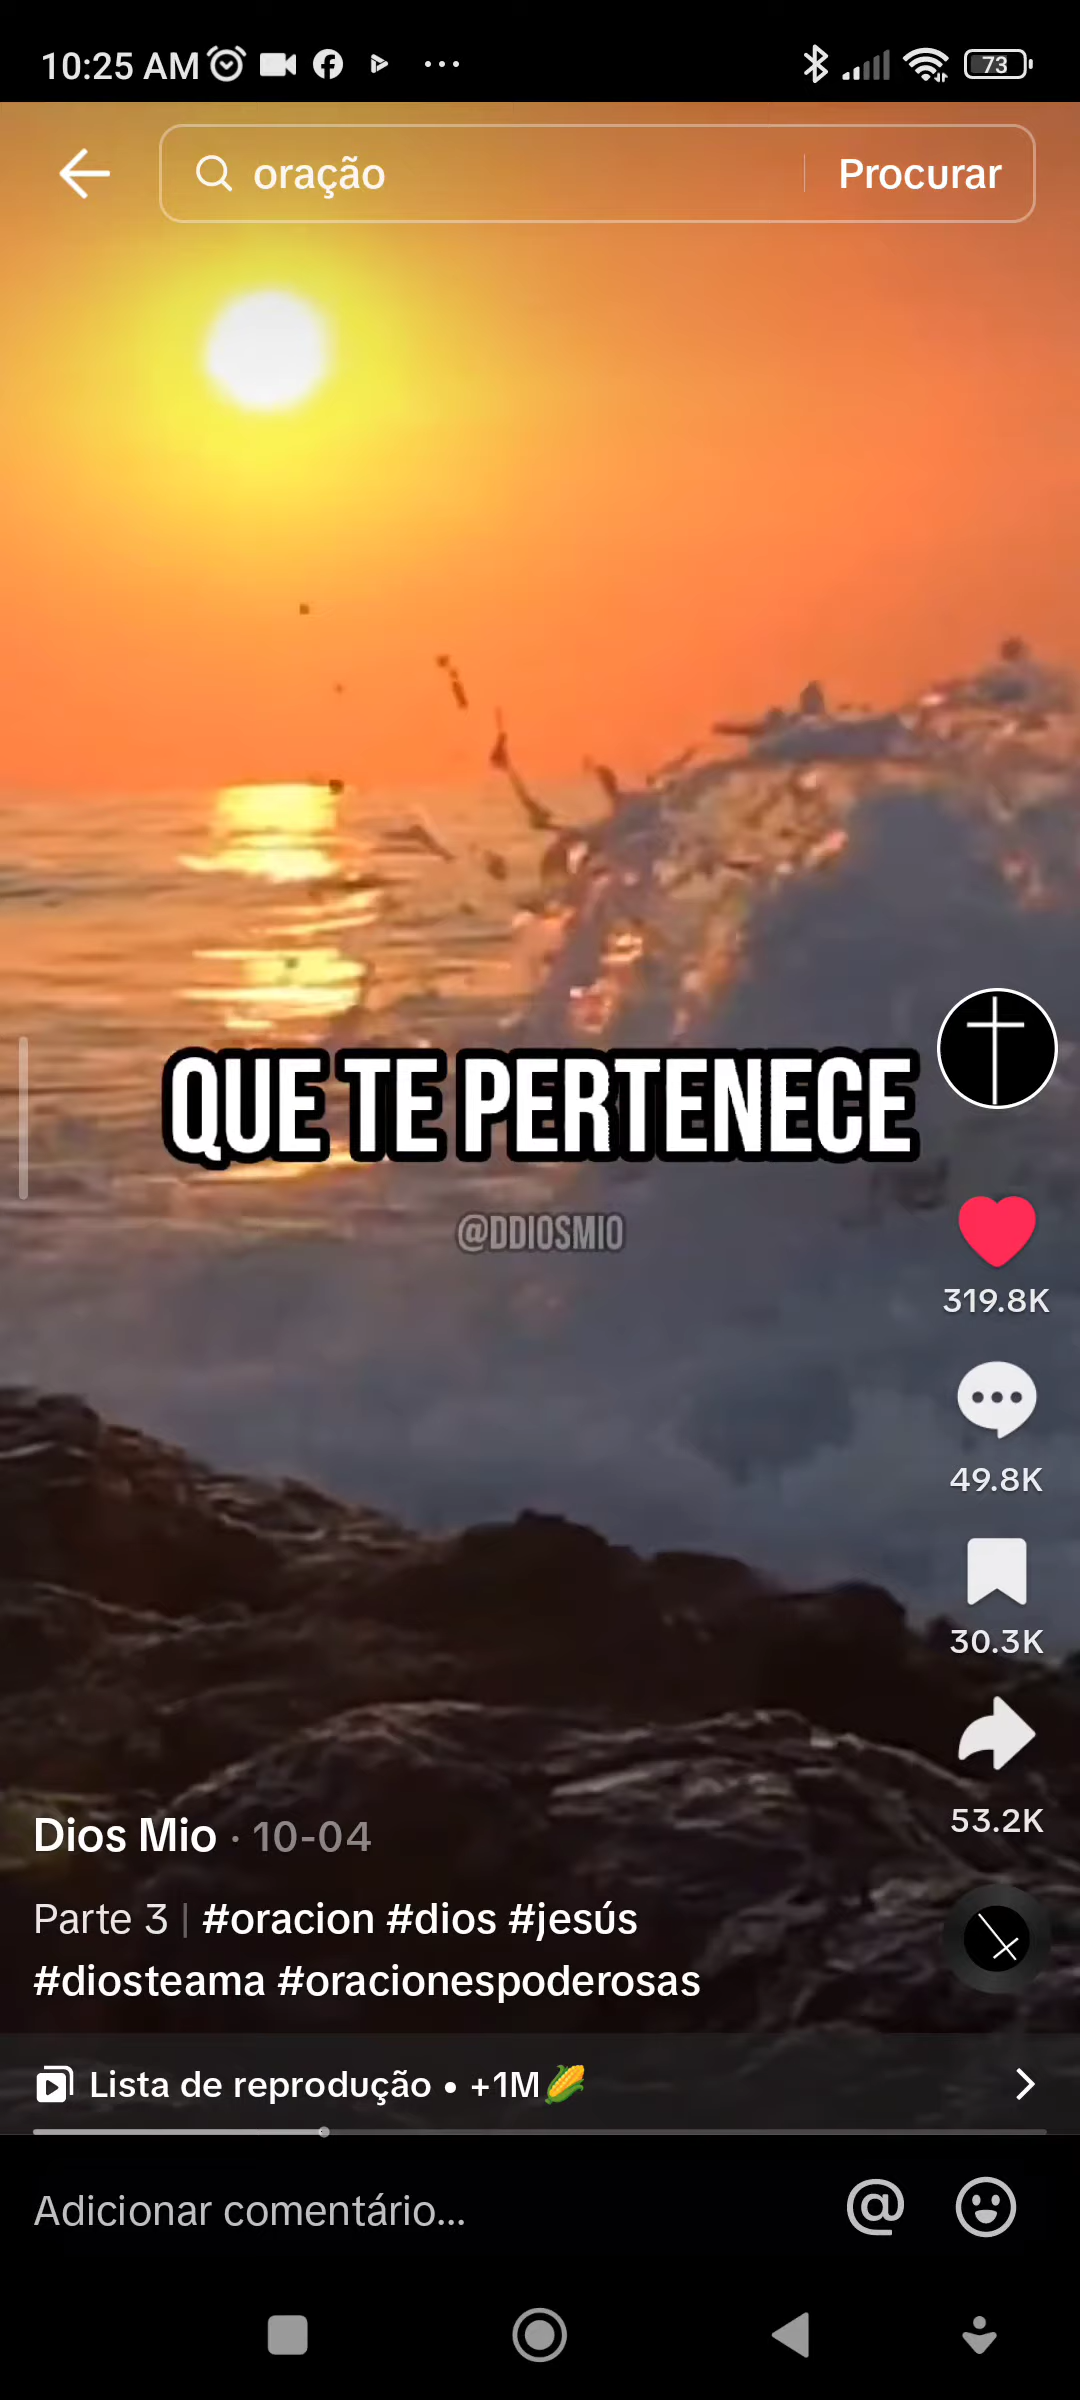 10:25 AM
73
oração
Procurar
QUE TE PERTENECE
@DDIOSMIO
319.8K
49.8K
30.3K
53.2K
Dios Mio · 10-04
Parte 3 | #oracion #dios #jesús
#diosteama #oracionespoderosas
Lista de reprodução • +1M🌽
Adicionar comentário...